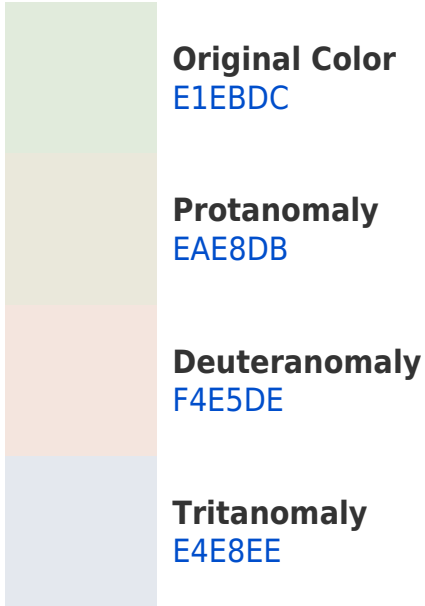 Original Color
E1EBDC
Protanomaly
EAE8DB
Deuteranomaly
F4E5DE
Tritanomaly
E4E8EE